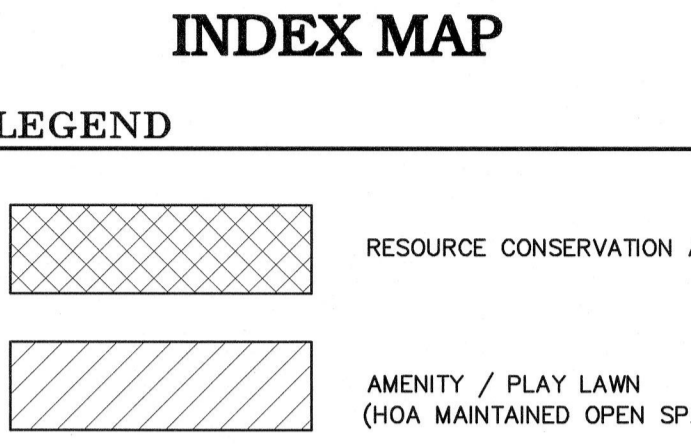 INDEX MAP
LEGEND
RESOURCE CONSERVATION
AMENITY / PLAY LAWN
(HOA MAINTAINED OPEN